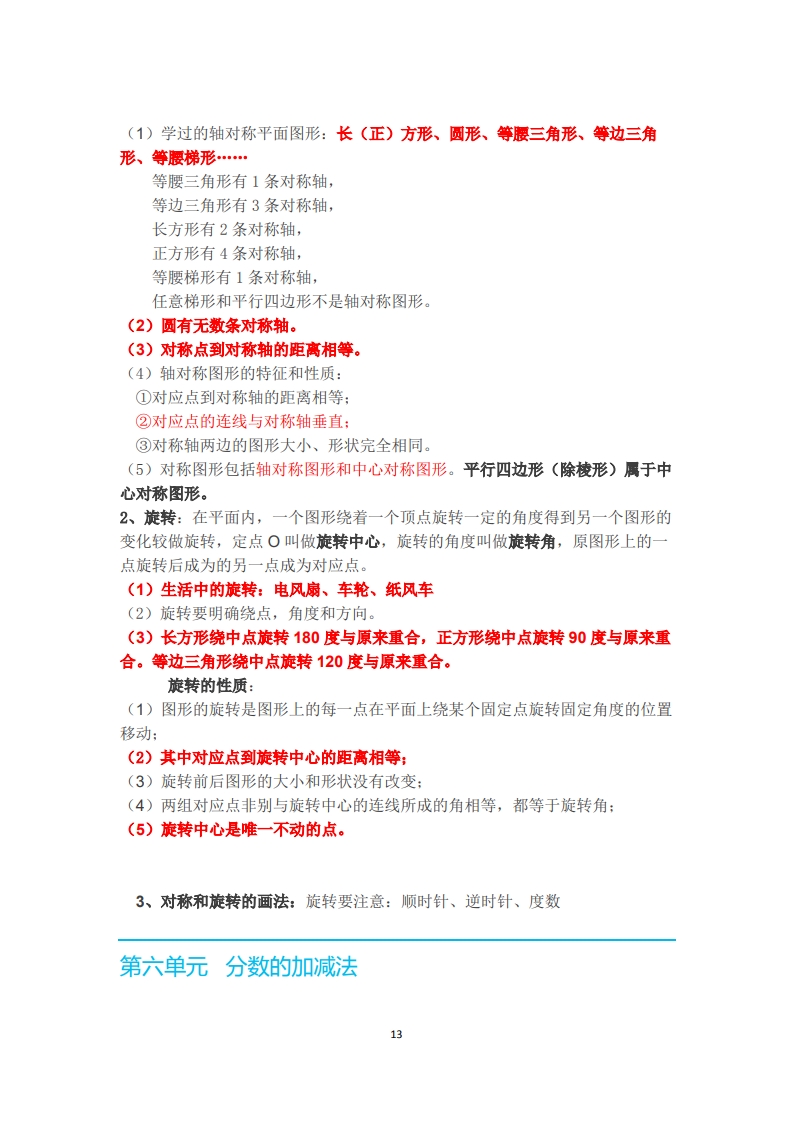 （1）学过的轴对称平面图形：长（正）方形、圆形、等腰三角形、等边三角
形、等腰梯形……
等腰三角形有 1 条对称轴，
等边三角形有 3 条对称轴，
长方形有 2 条对称轴，
正方形有 4 条对称轴，
等腰梯形有 1 条对称轴，
任意梯形和平行四边形不是轴对称图形。
（2）圆有无数条对称轴。
（3）对称点到对称轴的距离相等。
（4）轴对称图形的特征和性质：
①对应点到对称轴的距离相等；
②对应点的连线与对称轴垂直；
③对称轴两边的图形大小、形状完全相同。
（5）对称图形包括轴对称图形和中心对称图形。平行四边形（除棱形）属于中
心对称图形。
2、旋转：在平面内，一个图形绕着一个顶点旋转一定的角度得到另一个图形的
变化较做旋转，定点 O 叫做旋转中心，旋转的角度叫做旋转角，原图形上的一
点旋转后成为的另一点成为对应点。
（1）生活中的旋转：电风扇、车轮、纸风车
（2）旋转要明确绕点，角度和方向。
（3）长方形绕中点旋转 180 度与原来重合，正方形绕中点旋转 90 度与原来重
合。等边三角形绕中点旋转 120 度与原来重合。
旋转的性质：
（1）图形的旋转是图形上的每一点在平面上绕某个固定点旋转固定角度的位置
移动；
（2）其中对应点到旋转中心的距离相等；
（3）旋转前后图形的大小和形状没有改变；
（4）两组对应点非别与旋转中心的连线所成的角相等，都等于旋转角；
（5）旋转中心是唯一不动的点。
3、对称和旋转的画法：旋转要注意：顺时针、逆时针、度数
第六单元 分数的加减法
13